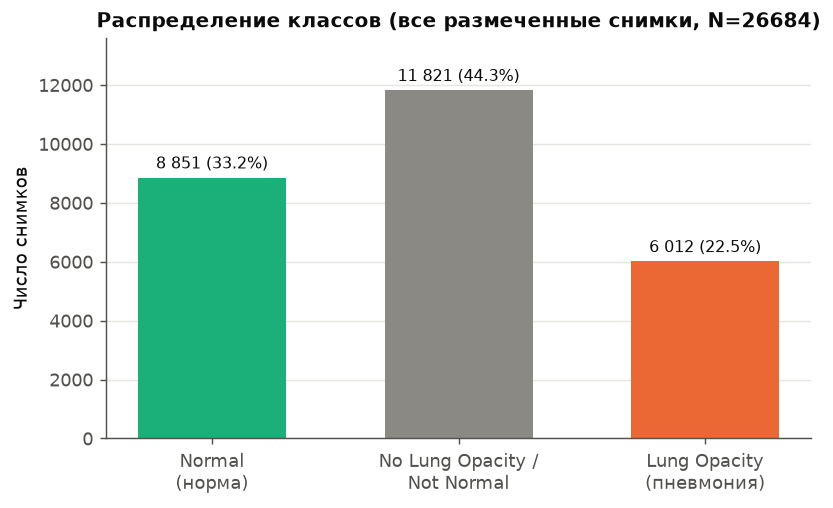 Распределение классов (все размеченные снимки, N=26684)
Число снимков
12000
10000
8000
6000
4000
2000
0
8 851 (33.2%)
11 821 (44.3%)
6 012 (22.5%)
Normal
(норма)
No Lung Opacity /
Not Normal
Lung Opacity
(пневмония)